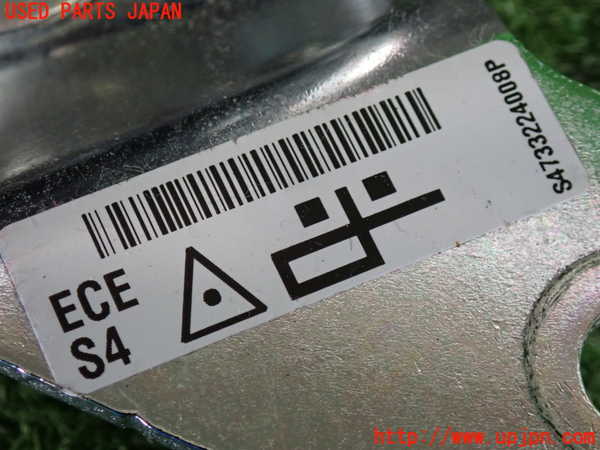 USED PARTS JAPAN
S4733224008P
ECE
S4
http://www.upjpn.com